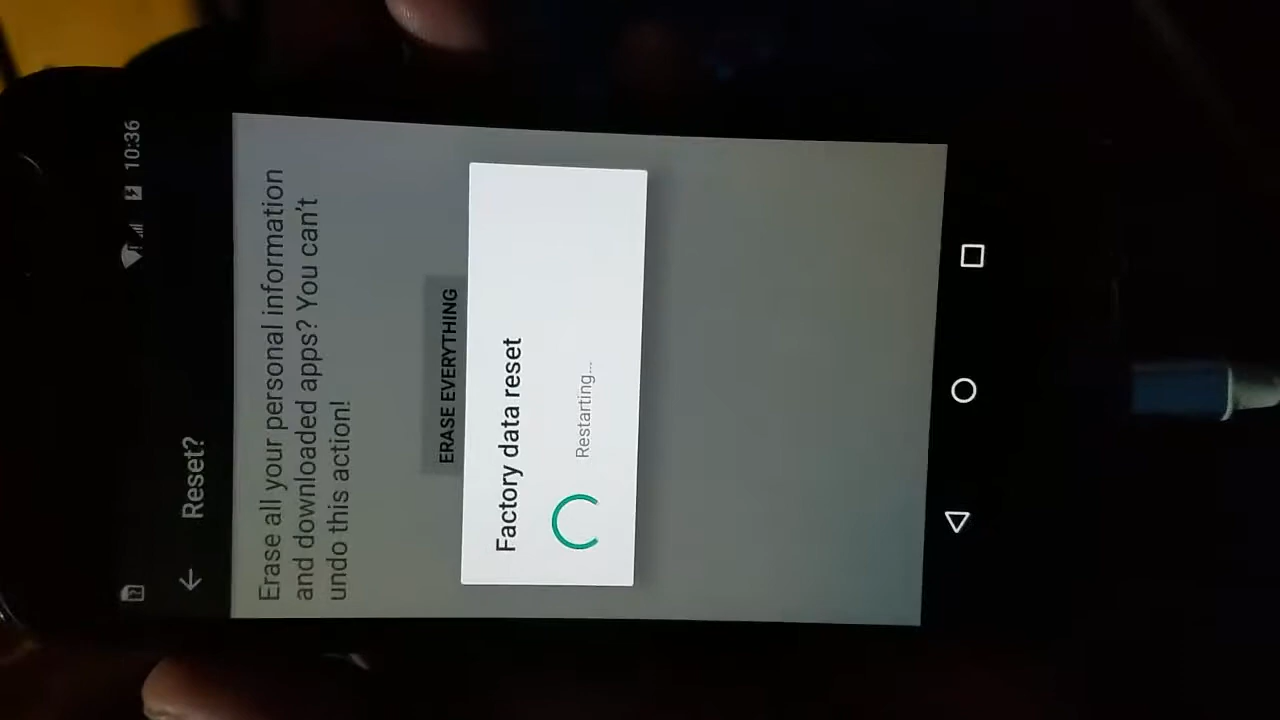 10:36
Reset?
Erase all your personal information
and downloaded apps? You can't
undo this action!
ERASE EVERYTHING
Factory data reset
Restarting...